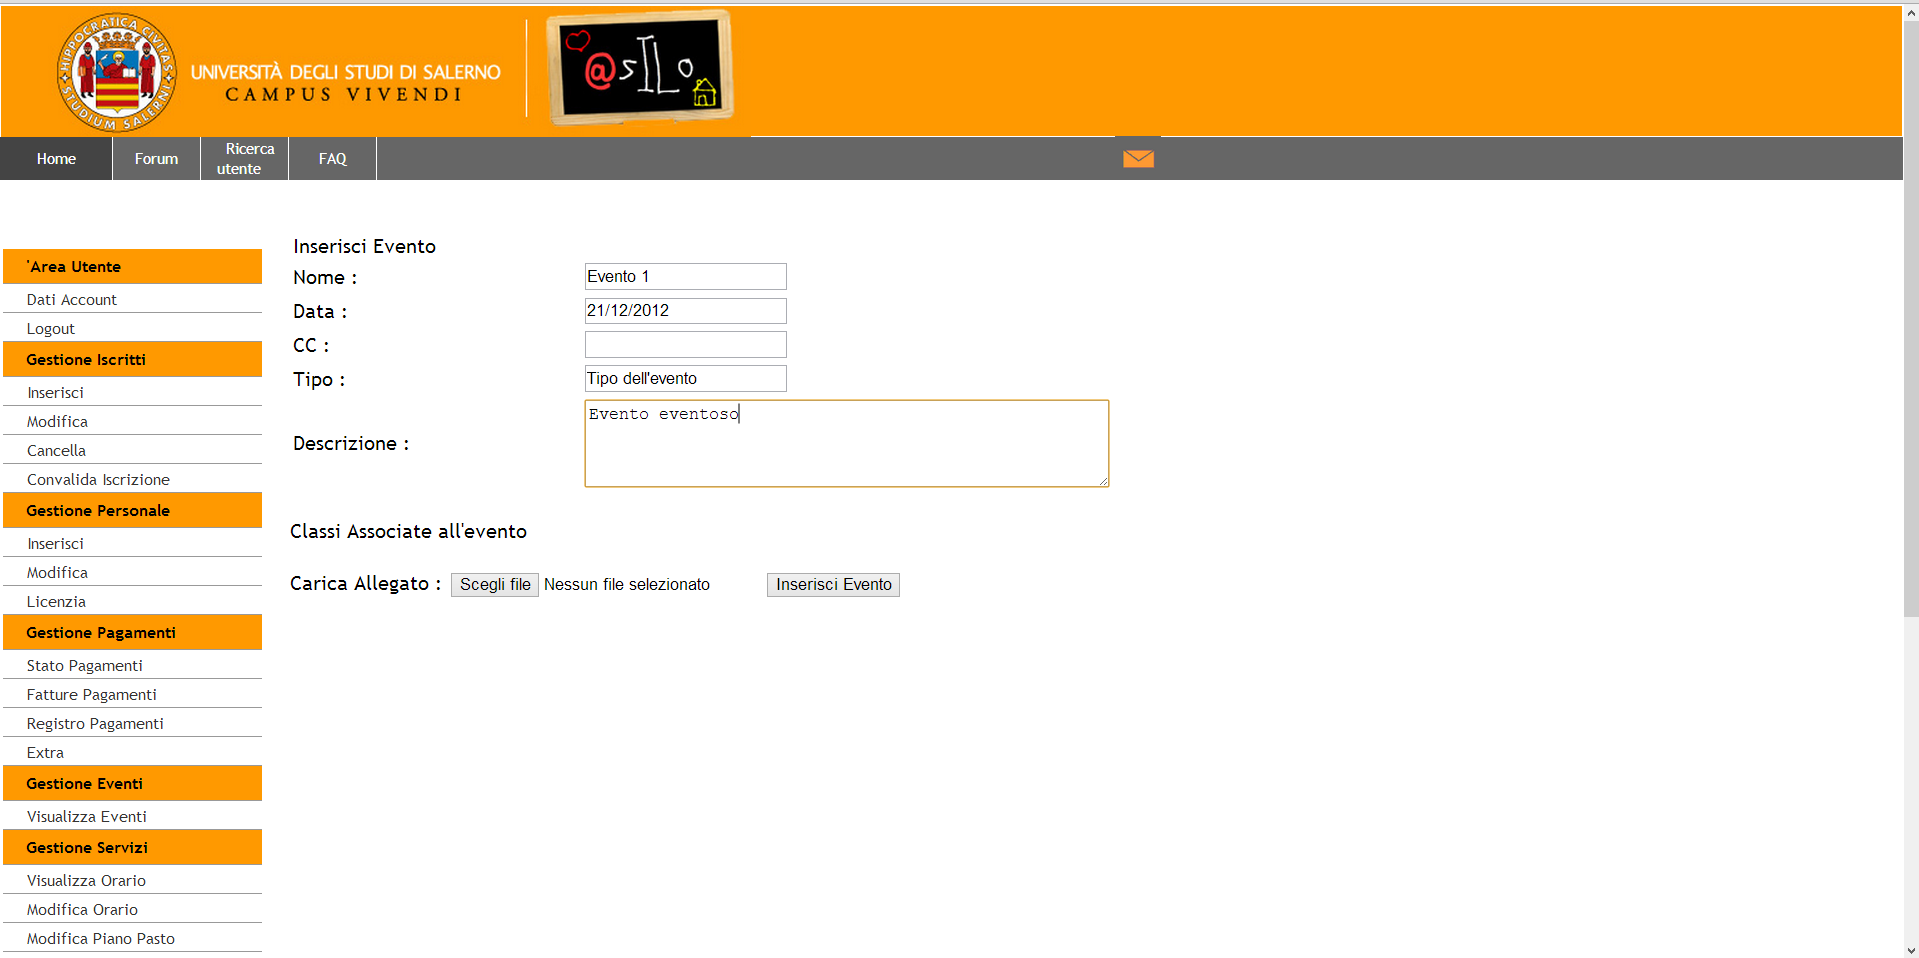 HIPPOCRATICA CIVITAS
STUDIUM SALERNI
UNIVERSITÀ DEGLI STUDI DI SALERNO
CAMPUS VIVENDI
@sILo
Home
Forum
Ricerca
utente
FAQ
'Area Utente
Dati Account
Logout
Gestione Iscritti
Inserisci
Modifica
Cancella
Convalida Iscrizione
Gestione Personale
Inserisci
Modifica
Licenzia
Gestione Pagamenti
Stato Pagamenti
Fatture Pagamenti
Registro Pagamenti
Extra
Gestione Eventi
Visualizza Eventi
Gestione Servizi
Visualizza Orario
Modifica Orario
Modifica Piano Pasto
Inserisci Evento
Nome : Evento 1
Data : 21/12/2012
CC :
Tipo : Tipo dell'evento
Descrizione : Evento eventoso
Classi Associate all'evento
Carica Allegato : Scegli file Nessun file selezionato Inserisci Evento